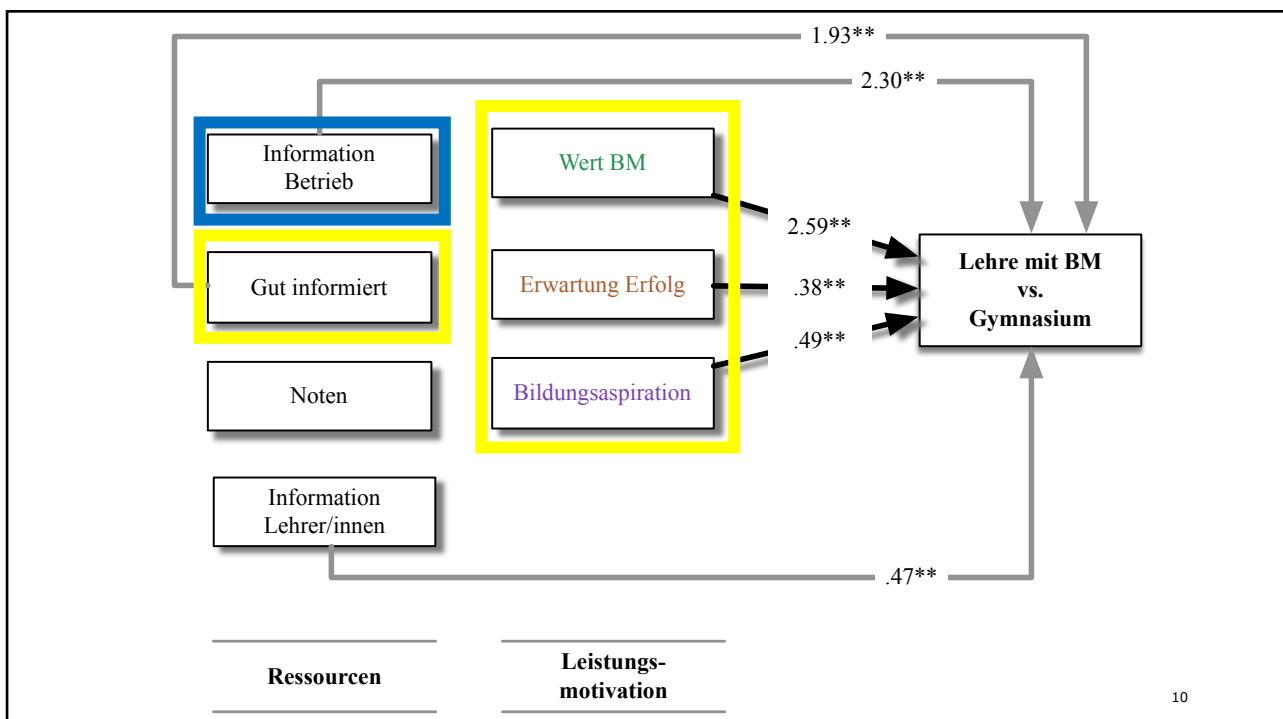 1.93**
2.30**
Information
Betrieb
Wert BM
2.59**
Gut informiert
Erwartung Erfolg
.38**
Lehre mit BM
vs.
Gymnasium
.49**
Noten
Bildungsaspiration
Information
Lehrer/innen
.47**
Ressourcen
Leistungs-
motivation
10